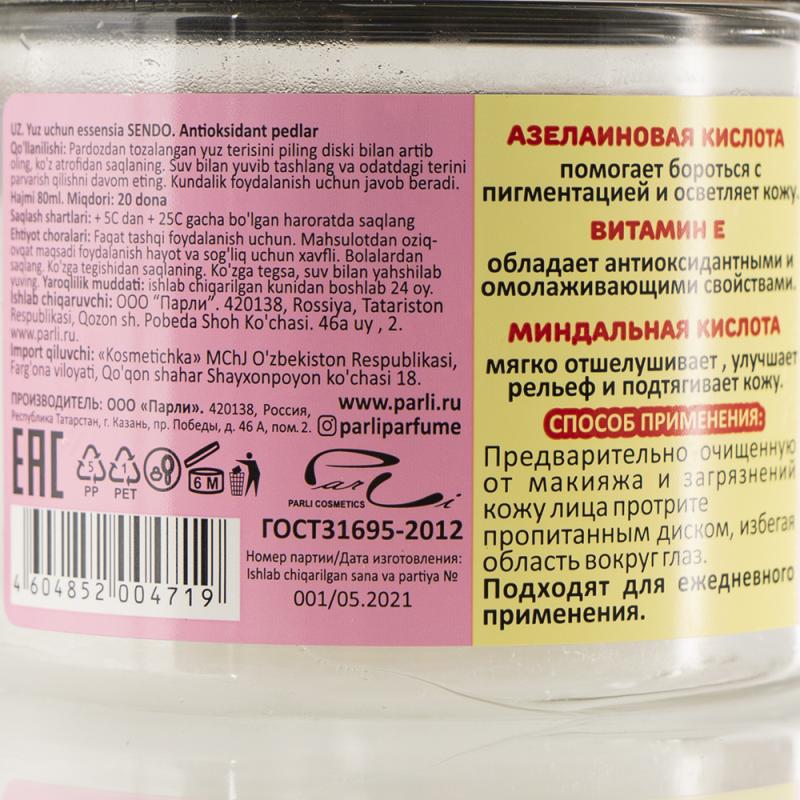 UZ. Yuz uchun essensia SENDO. Antioksidant pedlar
Qo'llanilishi: Pardozdan tozalangan yuz terisini piling diski bilan artib
oling, ko'z atrofidan saqlaning. Suv bilan yuvib tashlang va odatdagi terini
parvarish qilishni davom eting. Kundalik foydalanish uchun javob beradi.
Hajmi 80ml. Miqdori: 20 dona
Saqlash shartlari: + 5C dan + 25C gacha bo'lgan haroratda saqlang
Ehtiyot choralari: Faqat tashqi foydalanish uchun. Mahsulotdan oziq-
ovqat maqsadi foydalanish hayot va sog'liq uchun xavfli. Bolalardan
saqlang. Ko'zga tegishidan saqlaning. Ko'zga tegsa, suv bilan yahshilab
yuving. Yaroqlilik muddati: ishlab chiqarilgan kunidan boshlab 24 oy.
Ishlab chiqaruvchi: ООО "Парли". 420138, Rossiya, Tatariston
Respublikasi, Qozon sh. Pobeda Shoh Ko'chasi. 46a uy , 2.
www.parli.ru.
Import qiluvchi: «Kosmetichka» MChJ O'zbekiston Respublikasi,
Farg'ona viloyati, Qo'qon shahar Shayxonpoyon ko'chasi 18.
ПРОИЗВОДИТЕЛЬ: ООО «Парли». 420138, Россия,
Республика Татарстан, г. Казань, пр. Победы, д. 46 А, пом.2.
www.parli.ru
parliparfume
EAC
5
PP
1
PET
6 M
Parli
PARLI COSMETICS
ГОСТ31695-2012
Номер партии/Дата изготовления:
Ishlab chiqarilgan sana va partiya №
001/05.2021
4 604852 004719
АЗЕЛАИНОВАЯ КИСЛОТА
помогает бороться с
пигментацией и осветляет кожу.
ВИТАМИН Е
обладает антиоксидантными и
омолаживающими свойствами.
МИНДАЛЬНАЯ КИСЛОТА
мягко отшелушивает , улучшает
рельеф и подтягивает кожу.
СПОСОБ ПРИМЕНЕНИЯ:
Предварительно очищенную
от макияжа и загрязнений
кожу лица протрите
пропитанным диском, избегая
область вокруг глаз.
Подходят для ежедневного
применения.